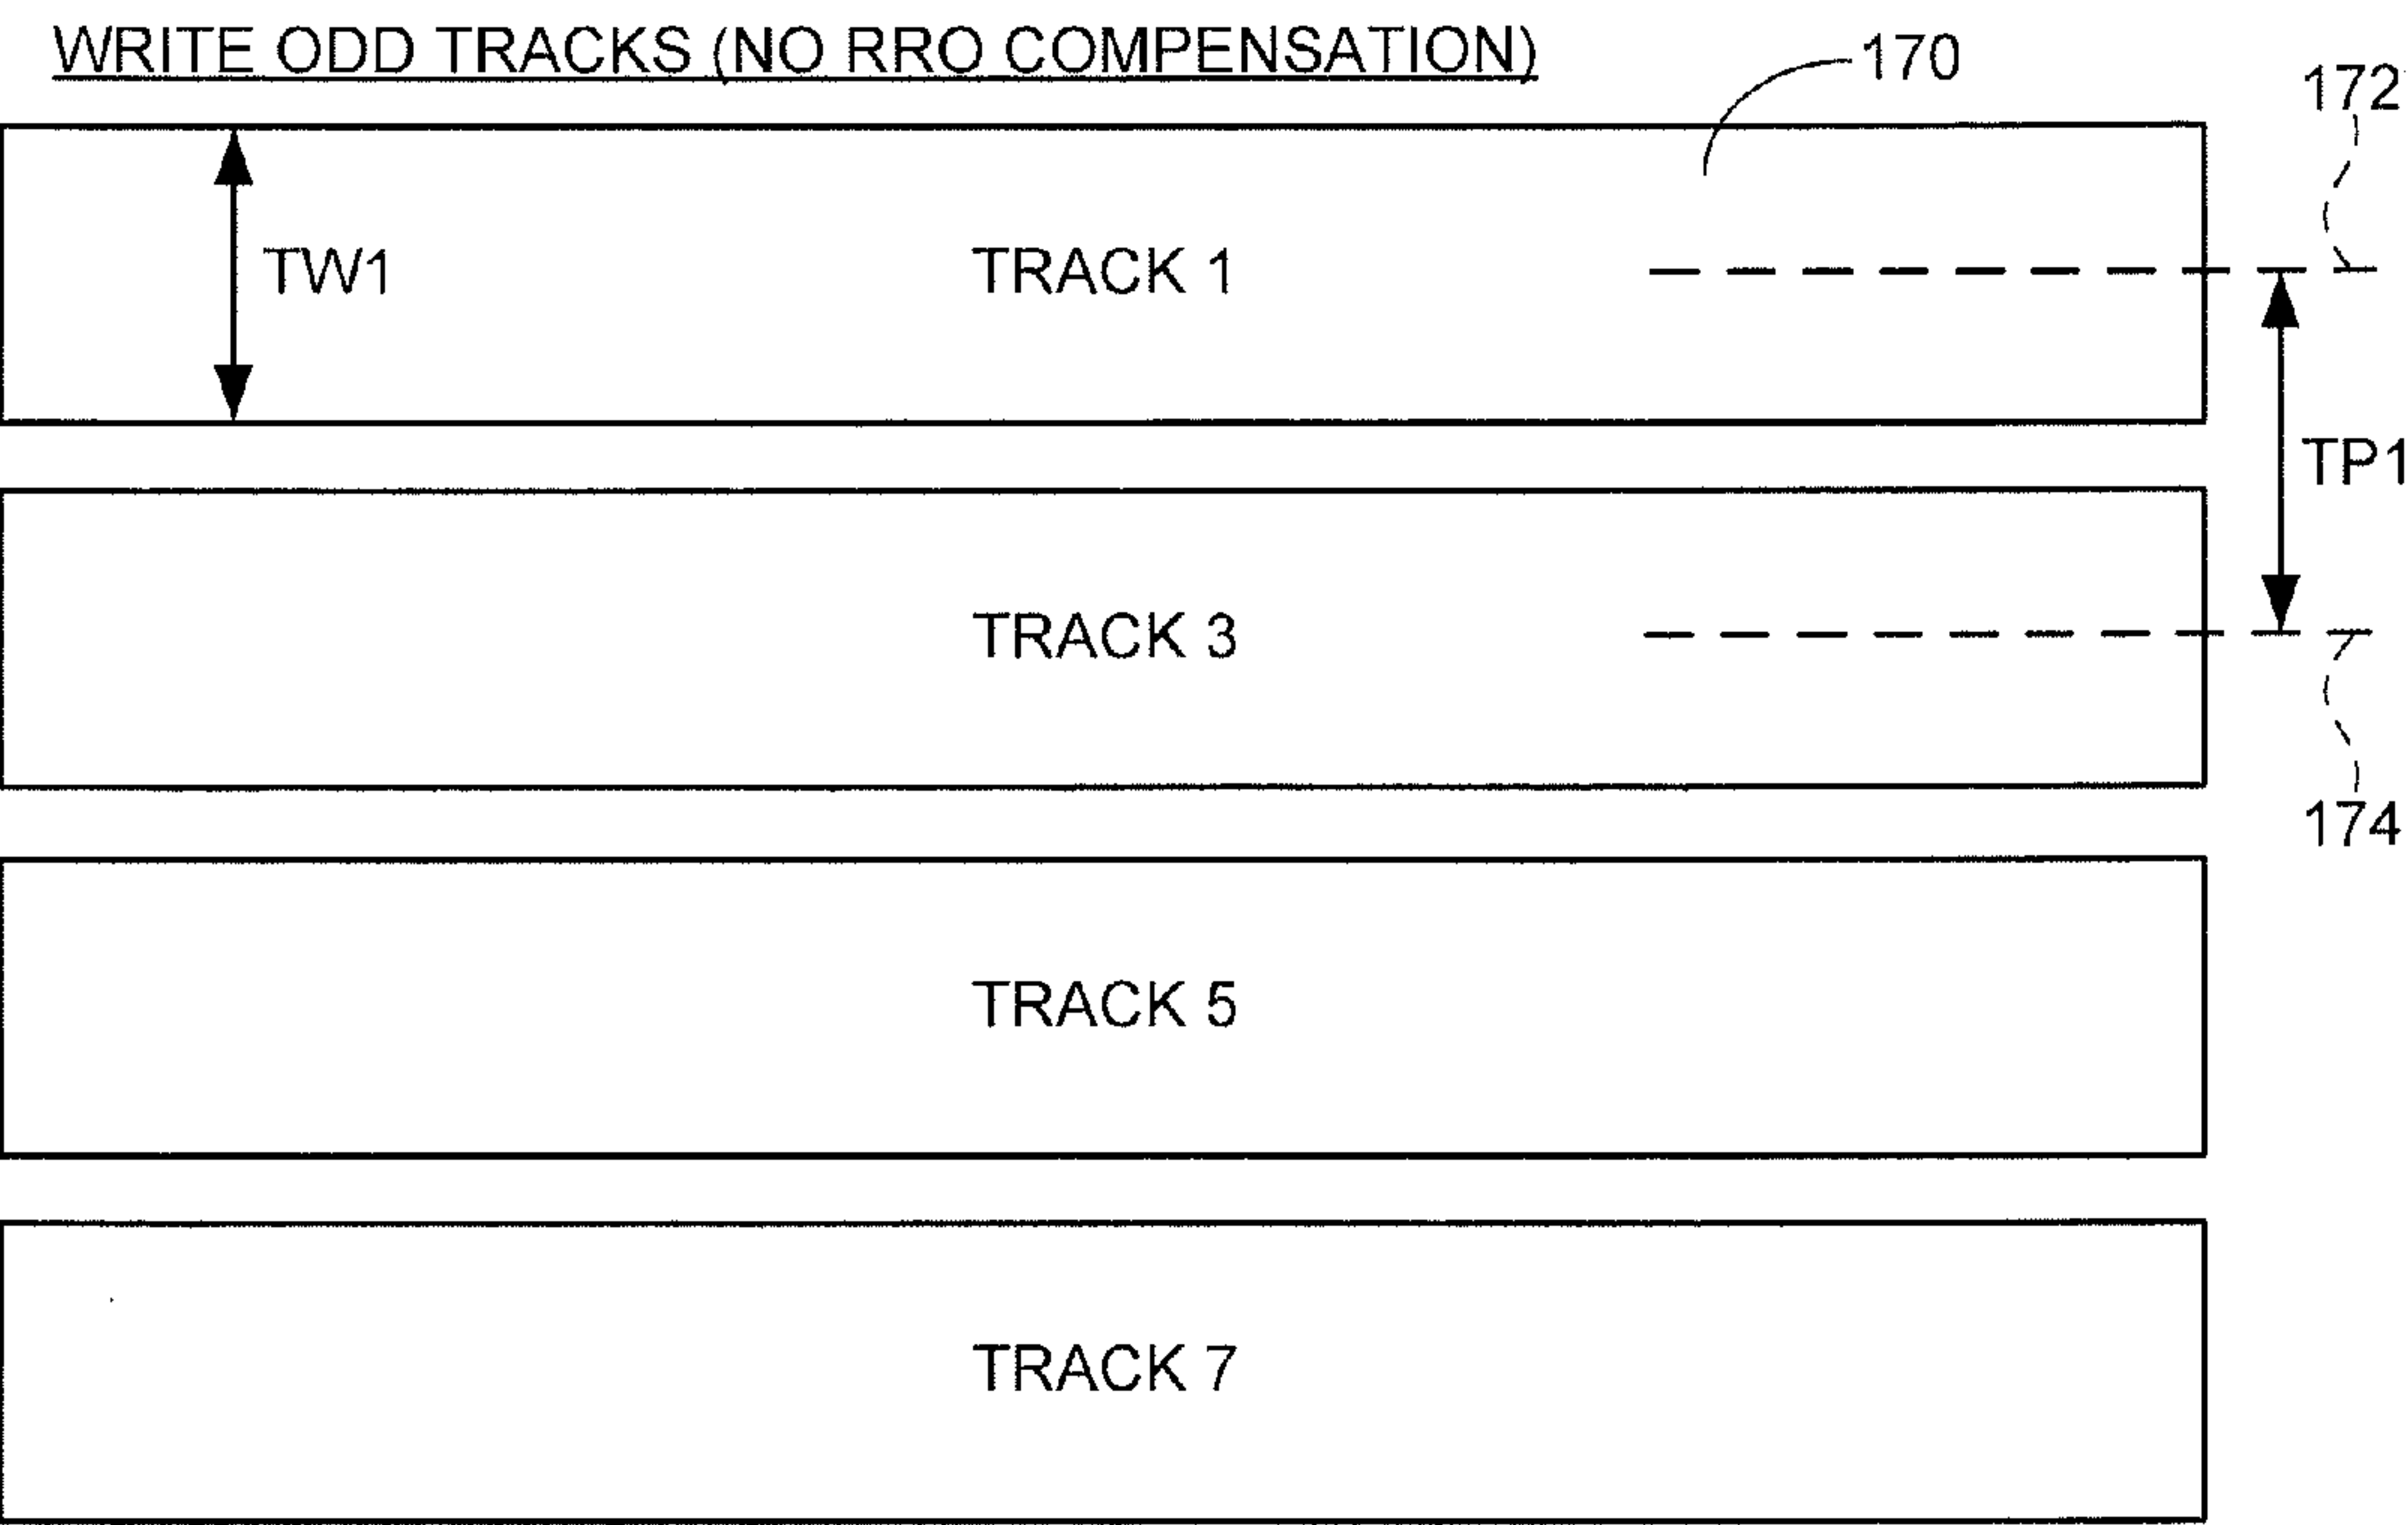 WRITE ODD TRACKS (NO RRO COMPENSATION)
170
172
TW1
TRACK 1
TP1
TRACK 3
174
TRACK 5
TRACK 7